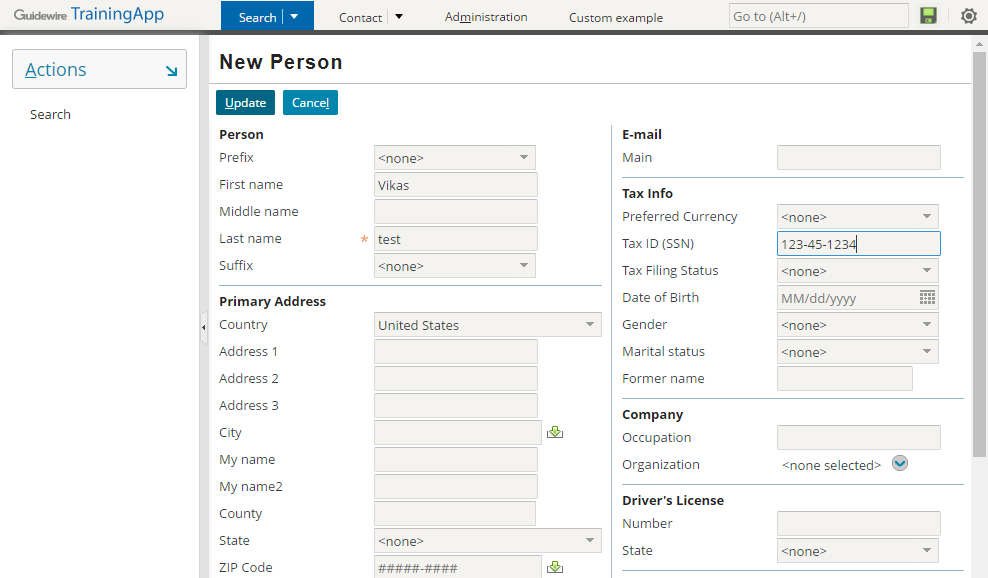 Guidewire TrainingApp
Search
Contact
Administration
Custom example
Go to (Alt+/)
Actions
Search
New Person
Update
Cancel
Person
Prefix <none>
First name Vikas
Middle name
Last name * test
Suffix <none>
Primary Address
Country United States
Address 1
Address 2
Address 3
City
My name
My name2
County
State <none>
ZIP Code #####-####
E-mail
Main
Tax Info
Preferred Currency <none>
Tax ID (SSN) 123-45-1234
Tax Filing Status <none>
Date of Birth MM/dd/yyyy
Gender <none>
Marital status <none>
Former name
Company
Occupation
Organization <none selected>
Driver's License
Number
State <none>